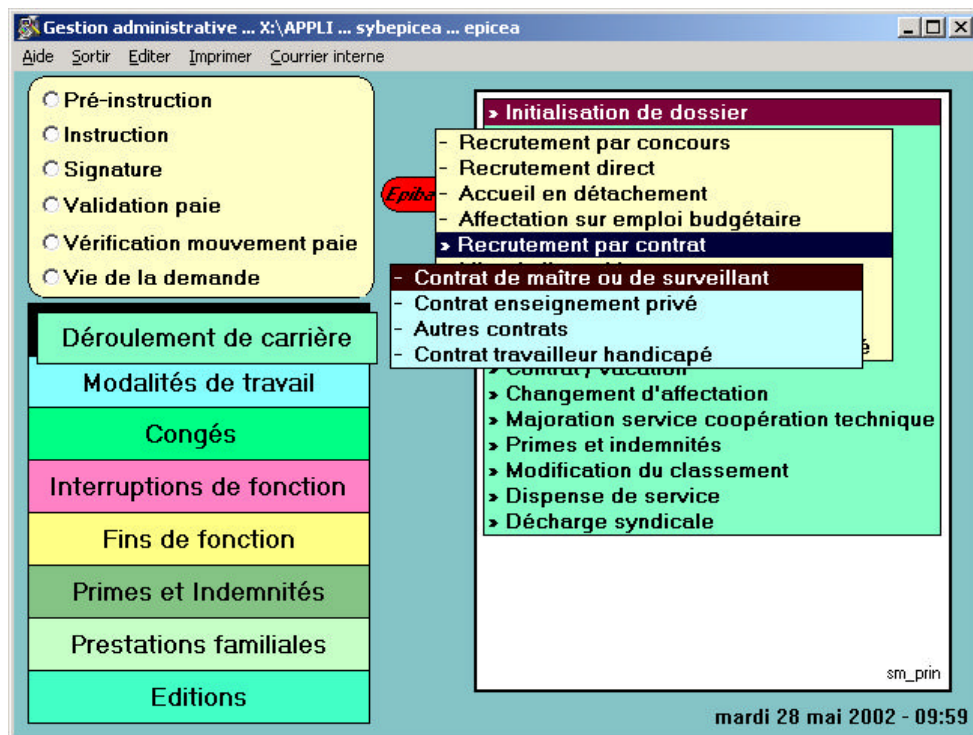 Gestion administrative ... X:\APPLI ... sybepicea ... epicea
Aide Sortir Editer Imprimer Courrier interne
Pré-instruction
Instruction
Signature
Validation paie
Vérification mouvement paie
Vie de la demande
Déroulement de carrière
Modalités de travail
Congés
Interruptions de fonction
Fins de fonction
Primes et Indemnités
Prestations familiales
Editions
» Initialisation de dossier
- Recrutement par concours
- Recrutement direct
- Accueil en détachement
- Affectation sur emploi budgétaire
» Recrutement par contrat
- Contrat de maître ou de surveillant
- Contrat enseignement privé
- Autres contrats
- Contrat travailleur handicapé
» Contrat / vacation
» Changement d'affectation
» Majoration service coopération technique
» Primes et indemnités
» Modification du classement
» Dispense de service
» Décharge syndicale
Epiba
sm_prin
mardi 28 mai 2002 - 09:59